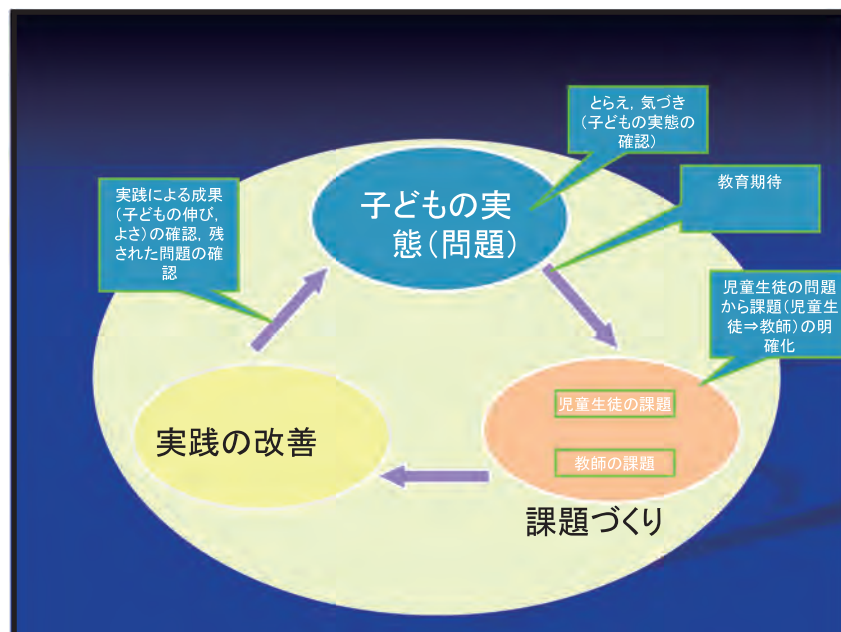 とらえ，気づき
（子どもの実態の
確認）
教育期待
実践による成果
（子どもの伸び，
よさ）の確認，残
された問題の確
認
子どもの実
態（問題）
児童生徒の問題
から課題（児童生
徒⇒教師）の明
確化
児童生徒の課題
教師の課題
実践の改善
課題づくり